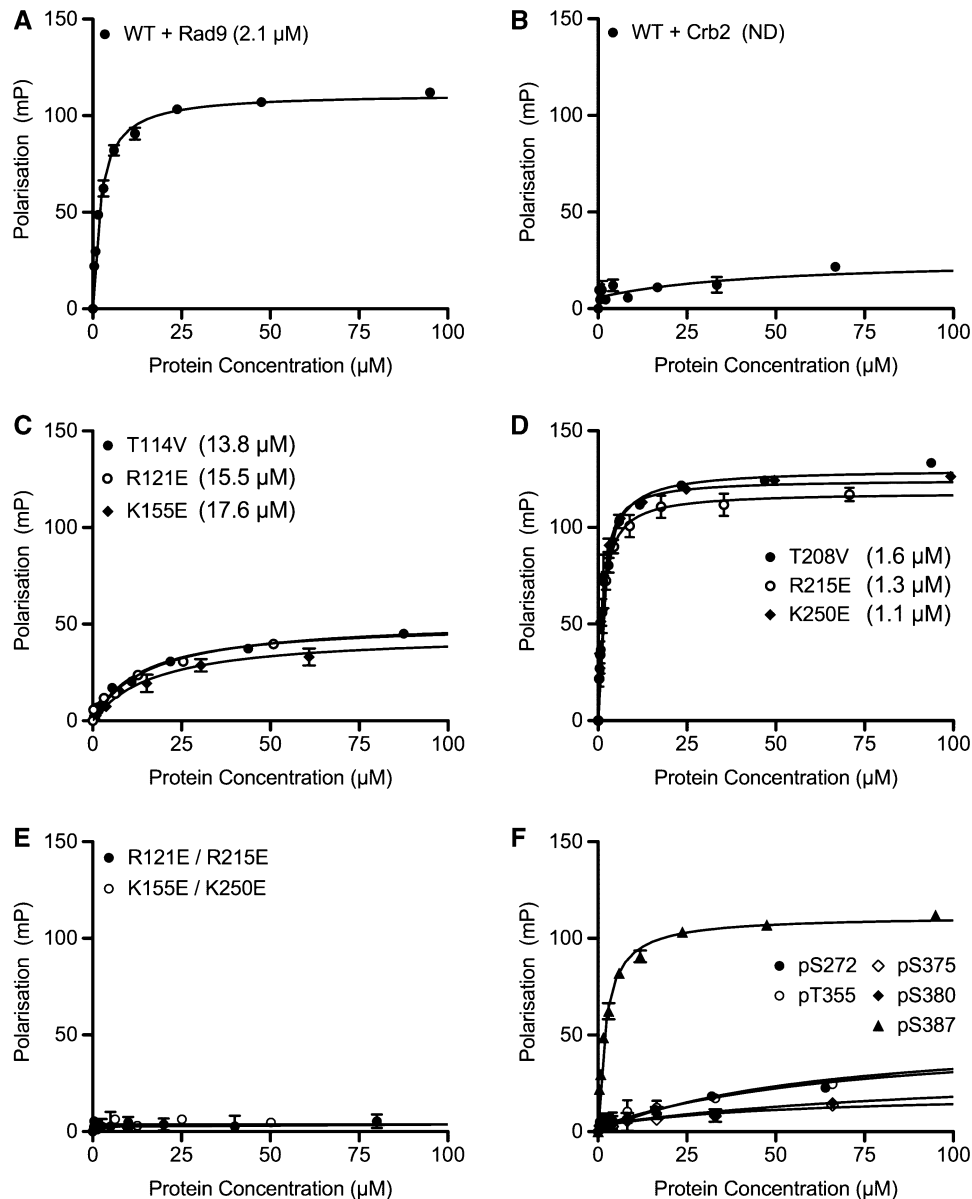 A
150
100
50
0
Polarisation (mP)
WT + Rad9 (2.1 µM)
0 25 50 75 100
Protein Concentration (µM)
B
150
100
50
0
Polarisation (mP)
WT + Crb2 (ND)
0 25 50 75 100
Protein Concentration (µM)
C
150
100
50
0
Polarisation (mP)
T114V (13.8 µM)
R121E (15.5 µM)
K155E (17.6 µM)
0 25 50 75 100
Protein Concentration (µM)
D
150
100
50
0
Polarisation (mP)
T208V (1.6 µM)
R215E (1.3 µM)
K250E (1.1 µM)
0 25 50 75 100
Protein Concentration (µM)
E
150
100
50
0
Polarisation (mP)
R121E / R215E
K155E / K250E
0 25 50 75 100
Protein Concentration (µM)
F
150
100
50
0
Polarisation (mP)
pS272 pS375
pT355 pS380
pS387
0 25 50 75 100
Protein Concentration (µM)